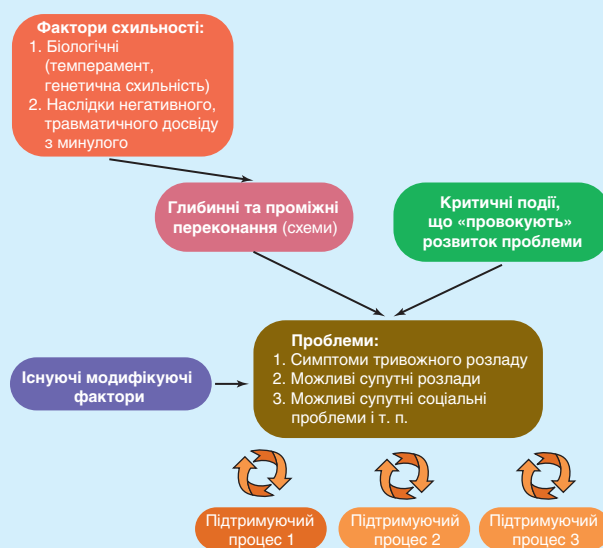 Фактори схильності:
1. Біологічні
(темперамент,
генетична схильність)
2. Наслідки негативного,
травматичного досвіду
з минулого
Глибинні та проміжні
переконання (схеми)
Критичні події,
що «провокують»
розвиток проблеми
Проблеми:
1. Симптоми тривожного розладу
2. Можливі супутні розлади
3. Можливі супутні соціальні
проблеми і т. п.
Існуючі модифікуючі
фактори
Підтримуючий
процес 1
Підтримуючий
процес 2
Підтримуючий
процес 3